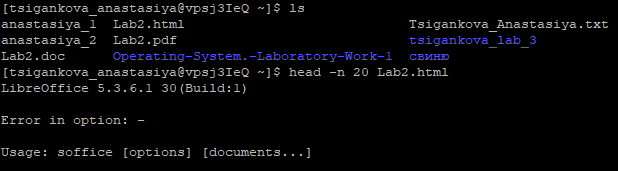 [tsigankova_anastasiya@vpsj3IeQ ~]$ ls
anastasiya_1  Lab2.html                             Tsigankova_Anastasiya.txt
anastasiya_2  Lab2.pdf                              tsigankova_lab_3
Lab2.doc      Operating-System.-Laboratory-Work-1   свиню
[tsigankova_anastasiya@vpsj3IeQ ~]$ head -n 20 Lab2.html
LibreOffice 5.3.6.1 30(Build:1)
Error in option: -
Usage: soffice [options] [documents...]